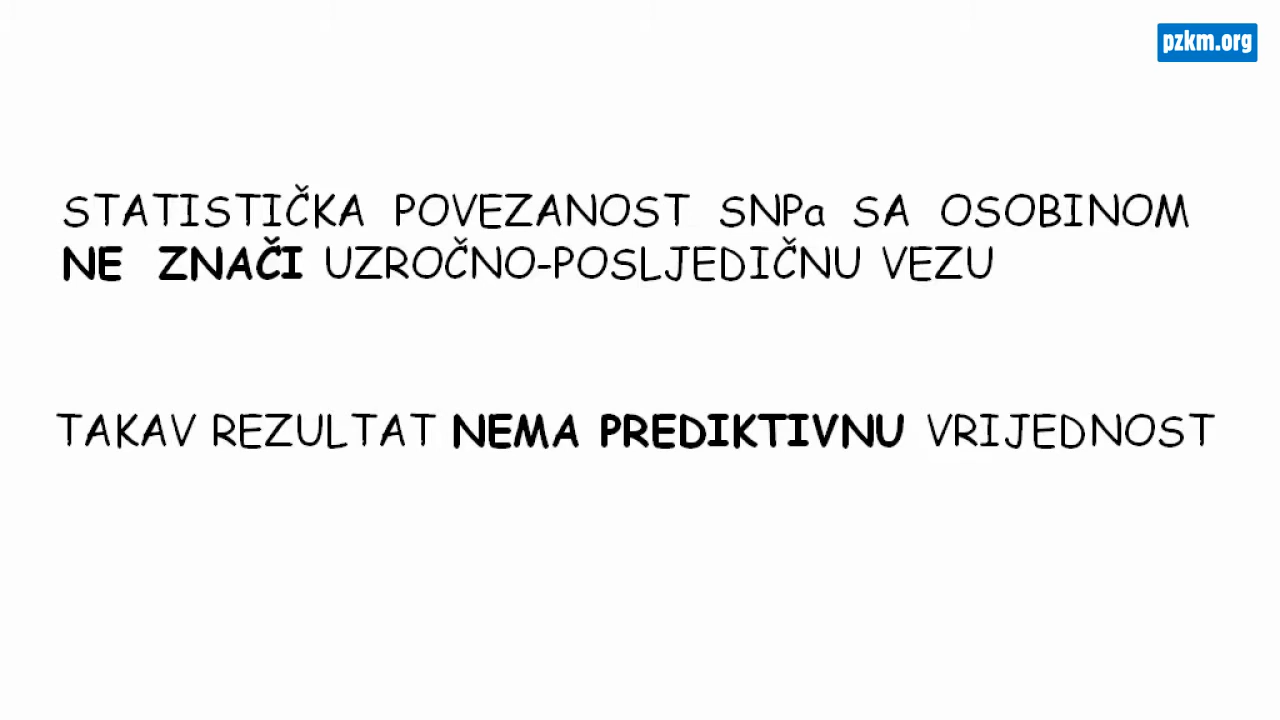 pzkm.org
STATISTIČKA POVEZANOST SNPa SA OSOBINOM
NE ZNAČI UZROČNO-POSLJEDIČNU VEZU
TAKAV REZULTAT NEMA PREDIKTIVNU VRIJEDNOST